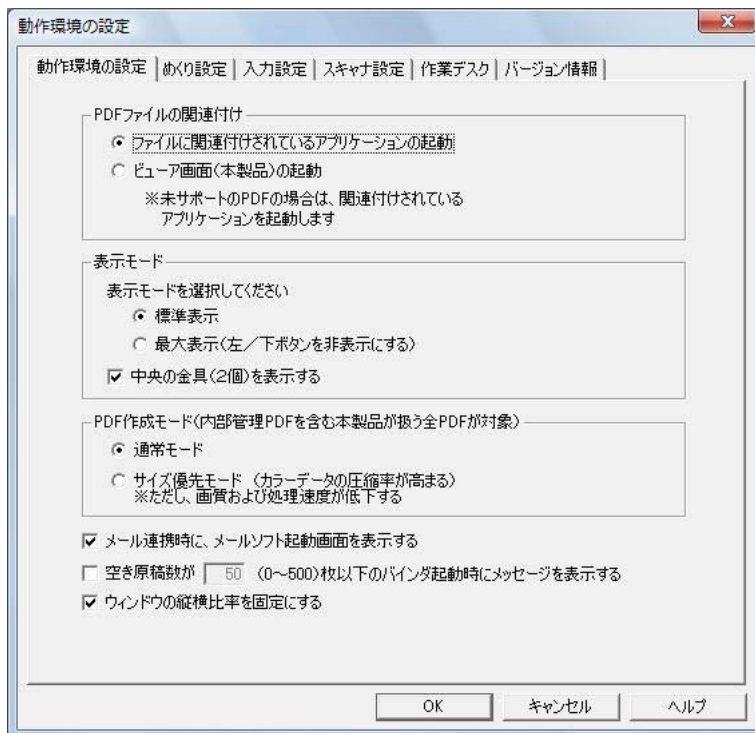 動作環境の設定
動作環境の設定 めくり設定 入力設定 スキャナ設定 作業デスク バージョン情報
PDFファイルの関連付け
ファイルに関連付けされているアプリケーションの起動
ビューア画面(本製品)の起動
※未サポートのPDFの場合は、関連付けされている
アプリケーションを起動します
表示モード
表示モードを選択してください
標準表示
最大表示(左／下ボタンを非表示にする)
中央の金具(2個)を表示する
PDF作成モード(内部管理PDFを含む本製品が扱う全PDFが対象)
通常モード
サイズ優先モード (カラーデータの圧縮率が高まる)
※ただし、画質および処理速度が低下する
メール連携時に、メールソフト起動画面を表示する
空き原稿数が 50 (0～500)枚以下のバインダ起動時にメッセージを表示する
ウィンドウの縦横比率を固定にする
OK キャンセル ヘルプ